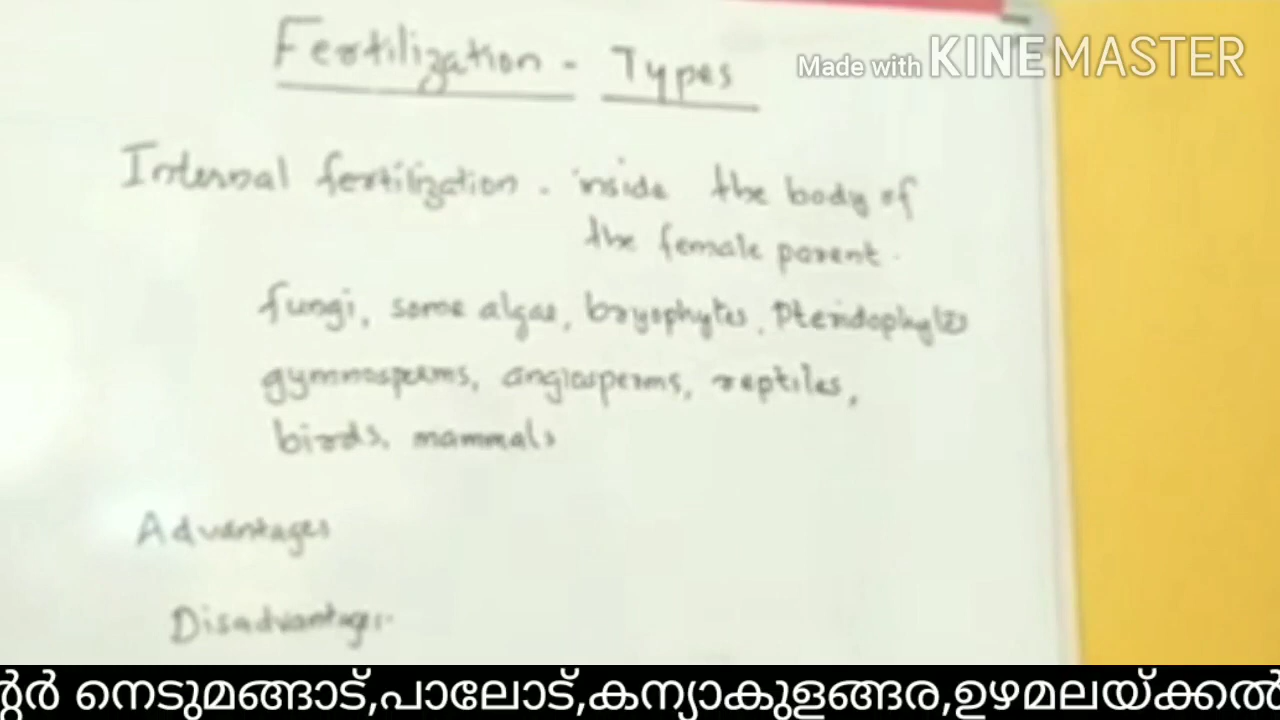 Fertilization - Types
Made with KINEMASTER
Internal fertilization - inside the body of
the female parent.
fungi, some algae, bryophytes, Pteridophytes
gymnosperms, angiosperms, reptiles,
birds, mammals
Advantages
Disadvantages
ന്റർ നെടുമങ്ങാട്,പാലോട്,കന്യാകുളങ്ങര,ഉഴമലയ്ക്കൽ